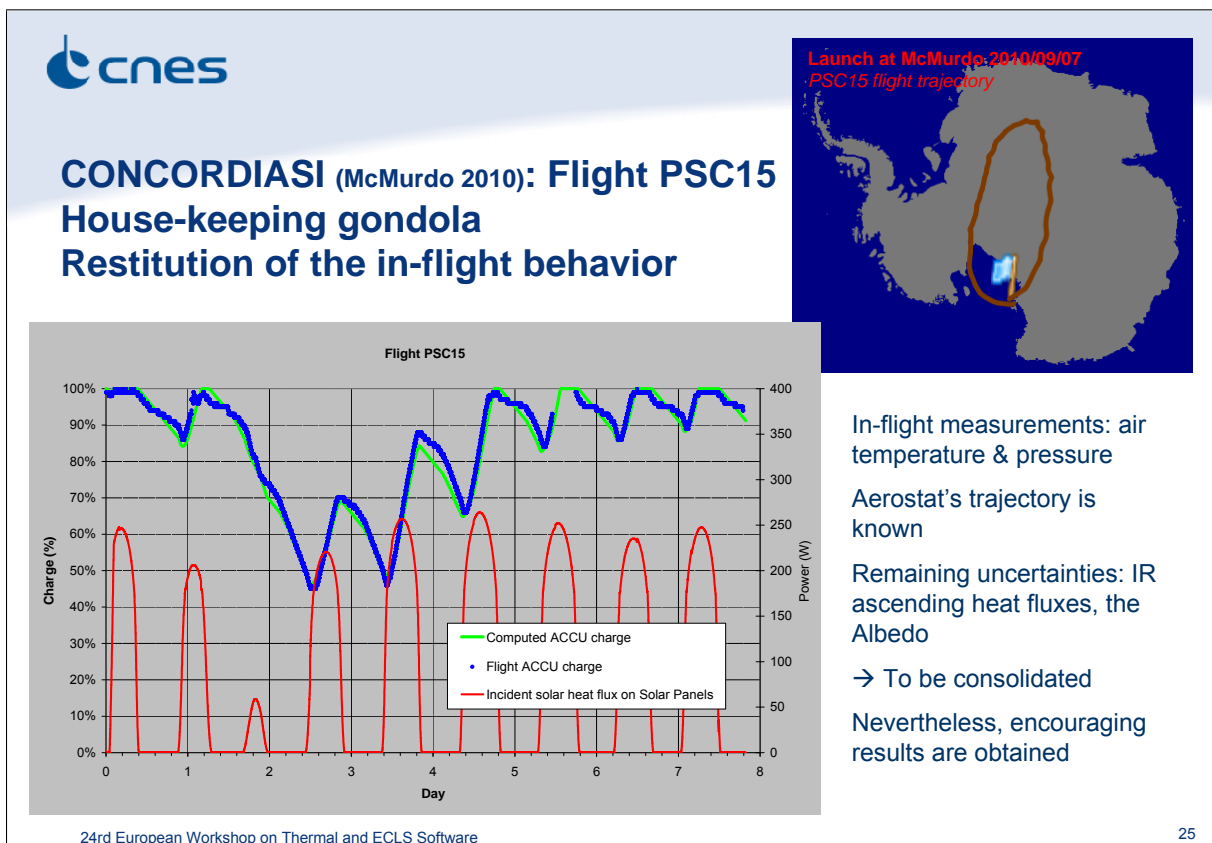 cnes
Launch at McMurdo 2010/09/07
PSC15 flight trajectory
CONCORDIASI (McMurdo 2010): Flight PSC15
House-keeping gondola
Restitution of the in-flight behavior
Flight PSC15
100%
90%
80%
70%
60%
50%
40%
30%
20%
10%
0%
Charge (%)
400
350
300
250
200
150
100
50
0
Power (W)
Computed ACCU charge
Flight ACCU charge
Incident solar heat flux on Solar Panels
0 1 2 3 4 5 6 7 8
Day
In-flight measurements: air
temperature & pressure
Aerostat's trajectory is
known
Remaining uncertainties: IR
ascending heat fluxes, the
Albedo
→ To be consolidated
Nevertheless, encouraging
results are obtained
24rd European Workshop on Thermal and ECLS Software
25